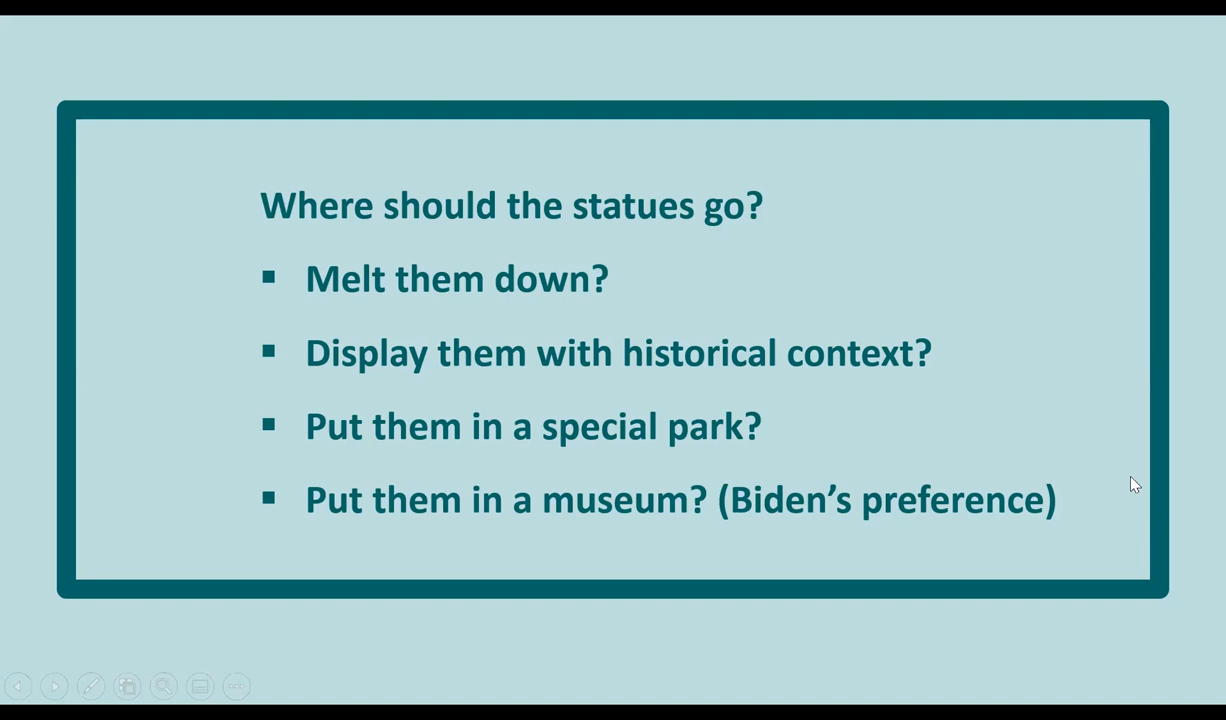 Where should the statues go?
▪ Melt them down?
▪ Display them with historical context?
▪ Put them in a special park?
▪ Put them in a museum? (Biden’s preference)